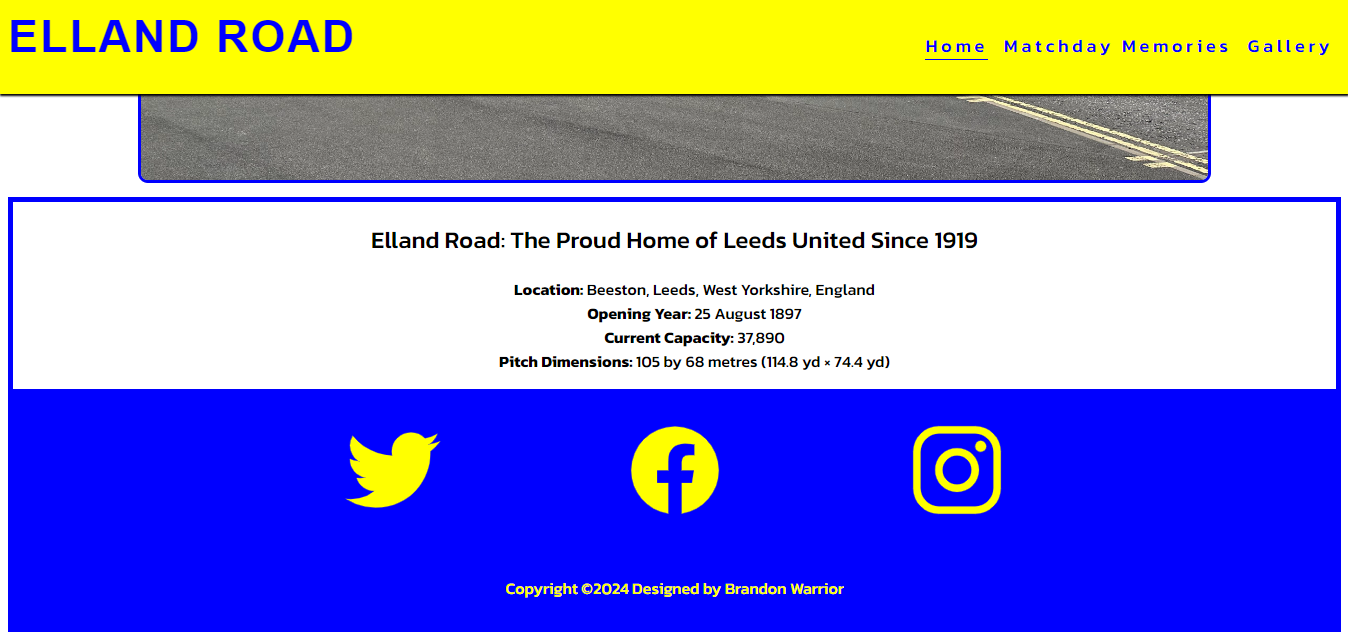 ELLAND ROAD
Home Matchday Memories Gallery
Elland Road: The Proud Home of Leeds United Since 1919
Location: Beeston, Leeds, West Yorkshire, England
Opening Year: 25 August 1897
Current Capacity: 37,890
Pitch Dimensions: 105 by 68 metres (114.8 yd × 74.4 yd)
Copyright ©2024 Designed by Brandon Warrior